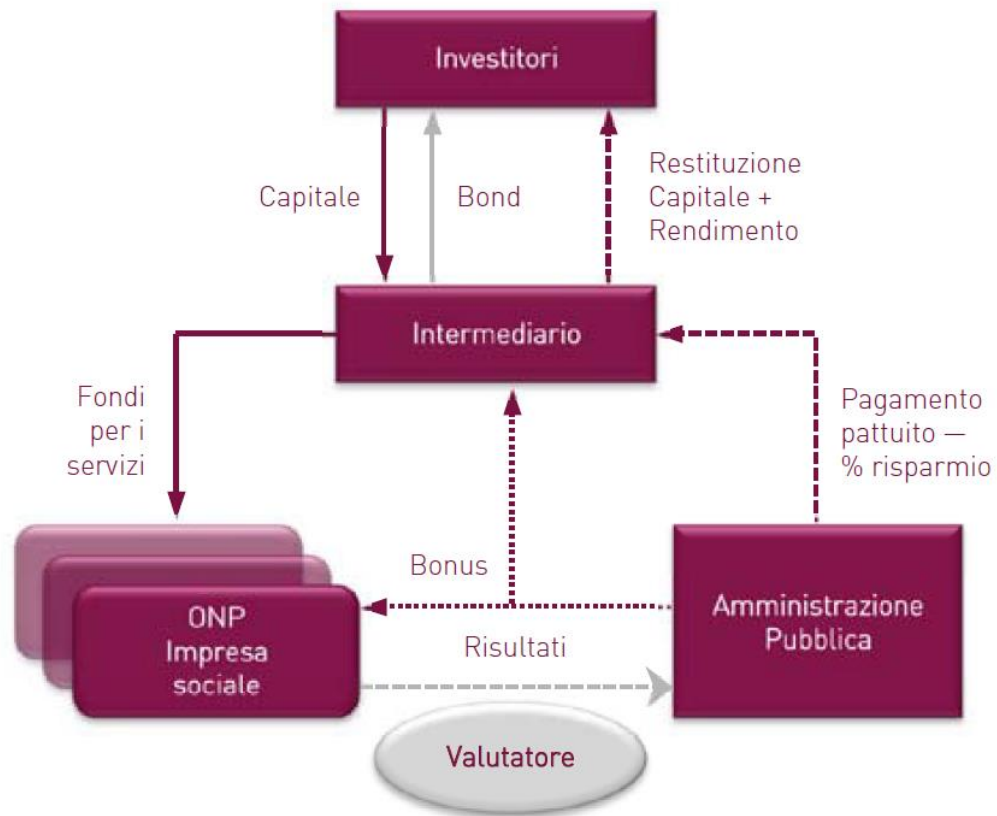 Investitori
Capitale
Bond
Restituzione
Capitale +
Rendimento
Intermediario
Fondi
per i
servizi
Pagamento
pattuito —
% risparmio
Bonus
ONP
Impresa
sociale
Risultati
Amministrazione
Pubblica
Valutatore